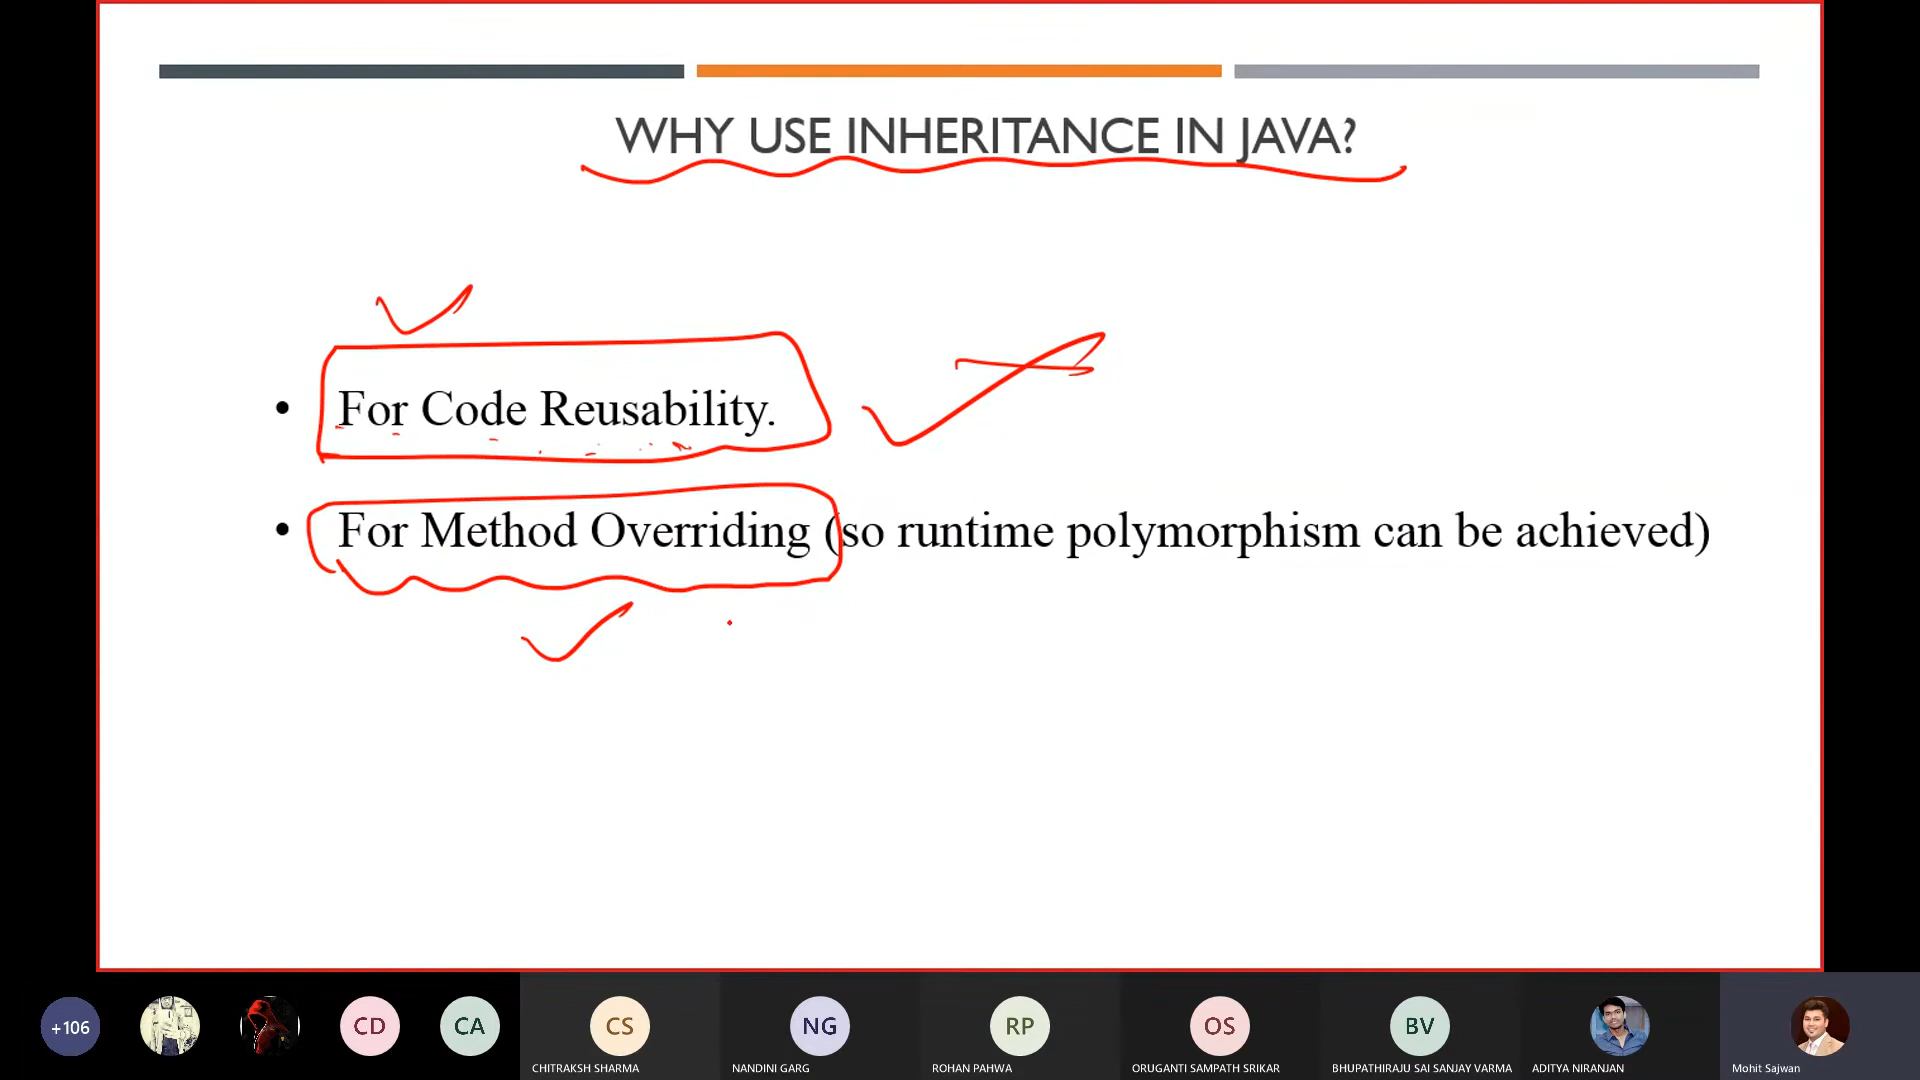 WHY USE INHERITANCE IN JAVA?
• For Code Reusability.
• For Method Overriding (so runtime polymorphism can be achieved)
+106
CD
CA
CS
NG
RP
OS
BV
CHITRAKSH SHARMA
NANDINI GARG
ROHAN PAHWA
ORUGANTI SAMPATH SRIKAR
BHUPATHIRAJU SAI SANJAY VARMA
ADITYA NIRANJAN
Mohit Sajwan